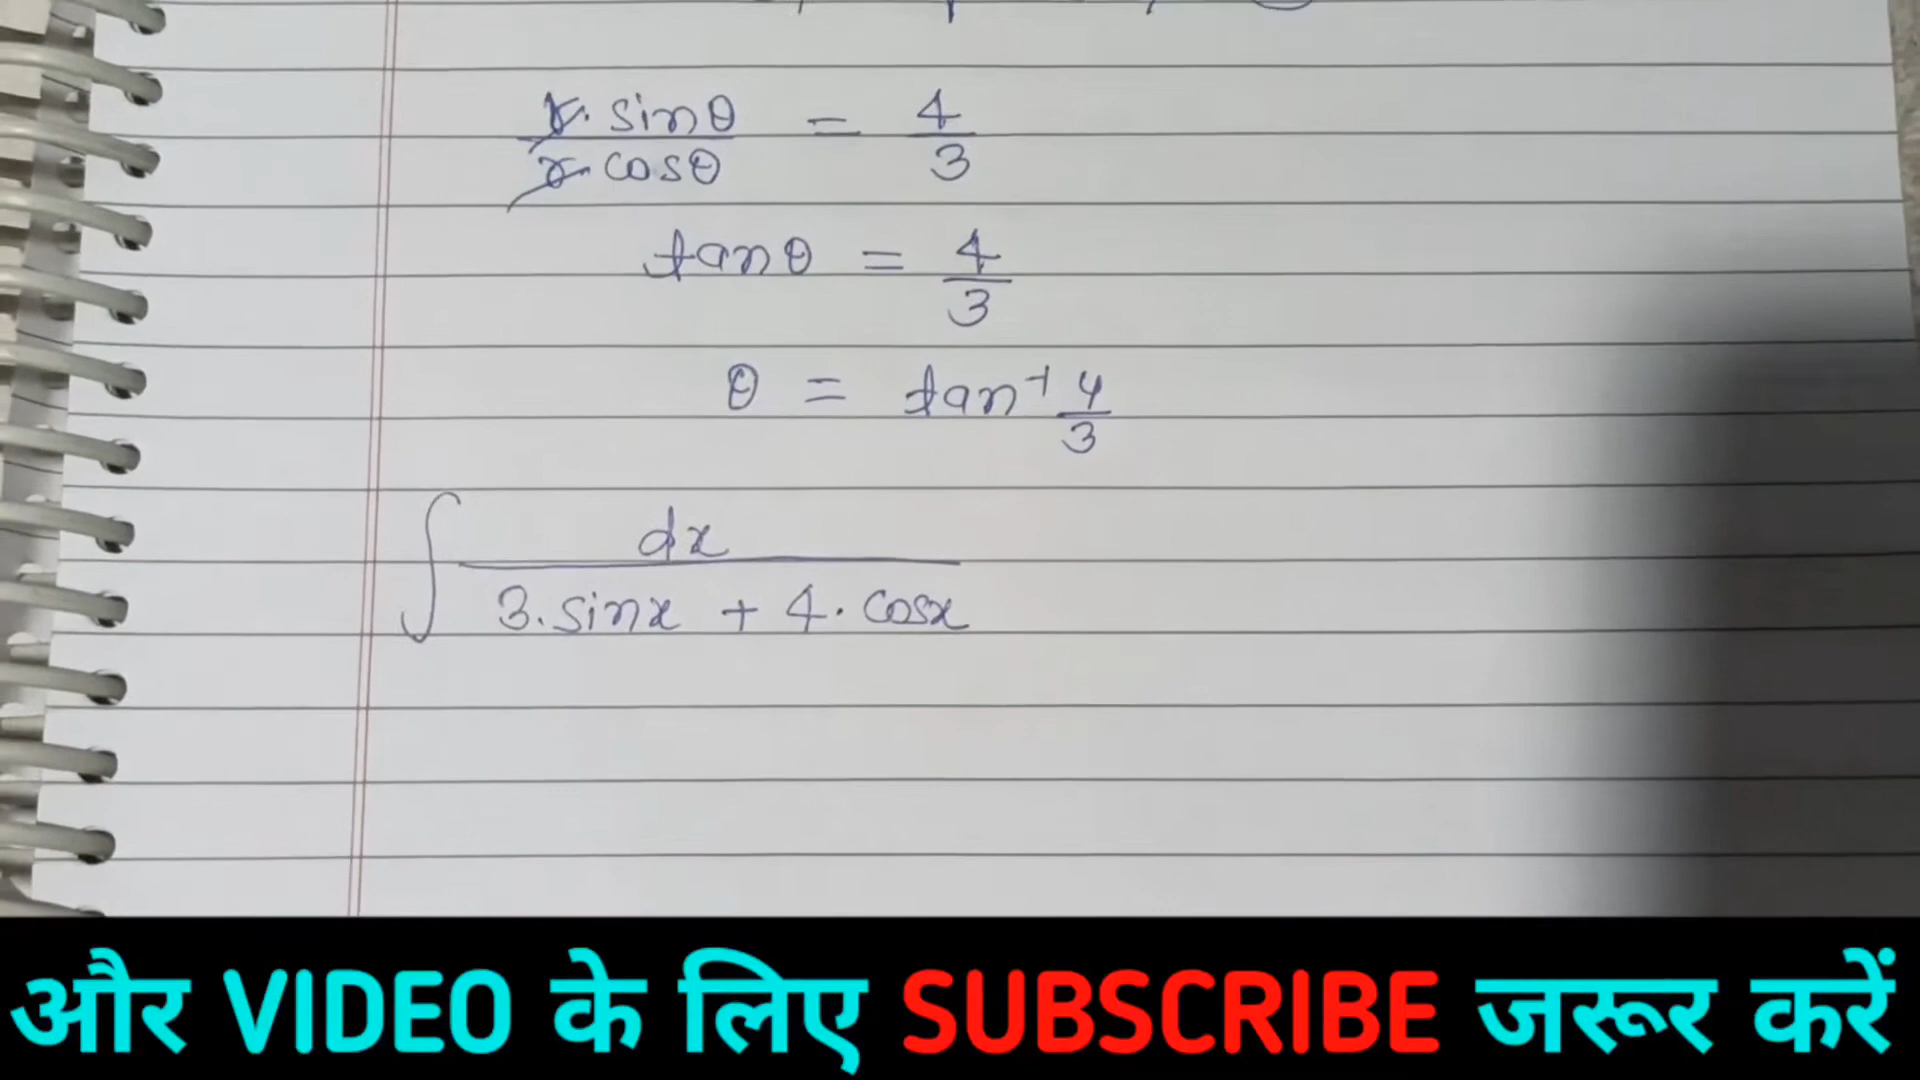 r. sinθ / r. cosθ = 4/3
tanθ = 4/3
θ = tan⁻¹ 4/3
∫ dx / 3.sinx + 4.cosx
और VIDEO के लिए SUBSCRIBE जरूर करें